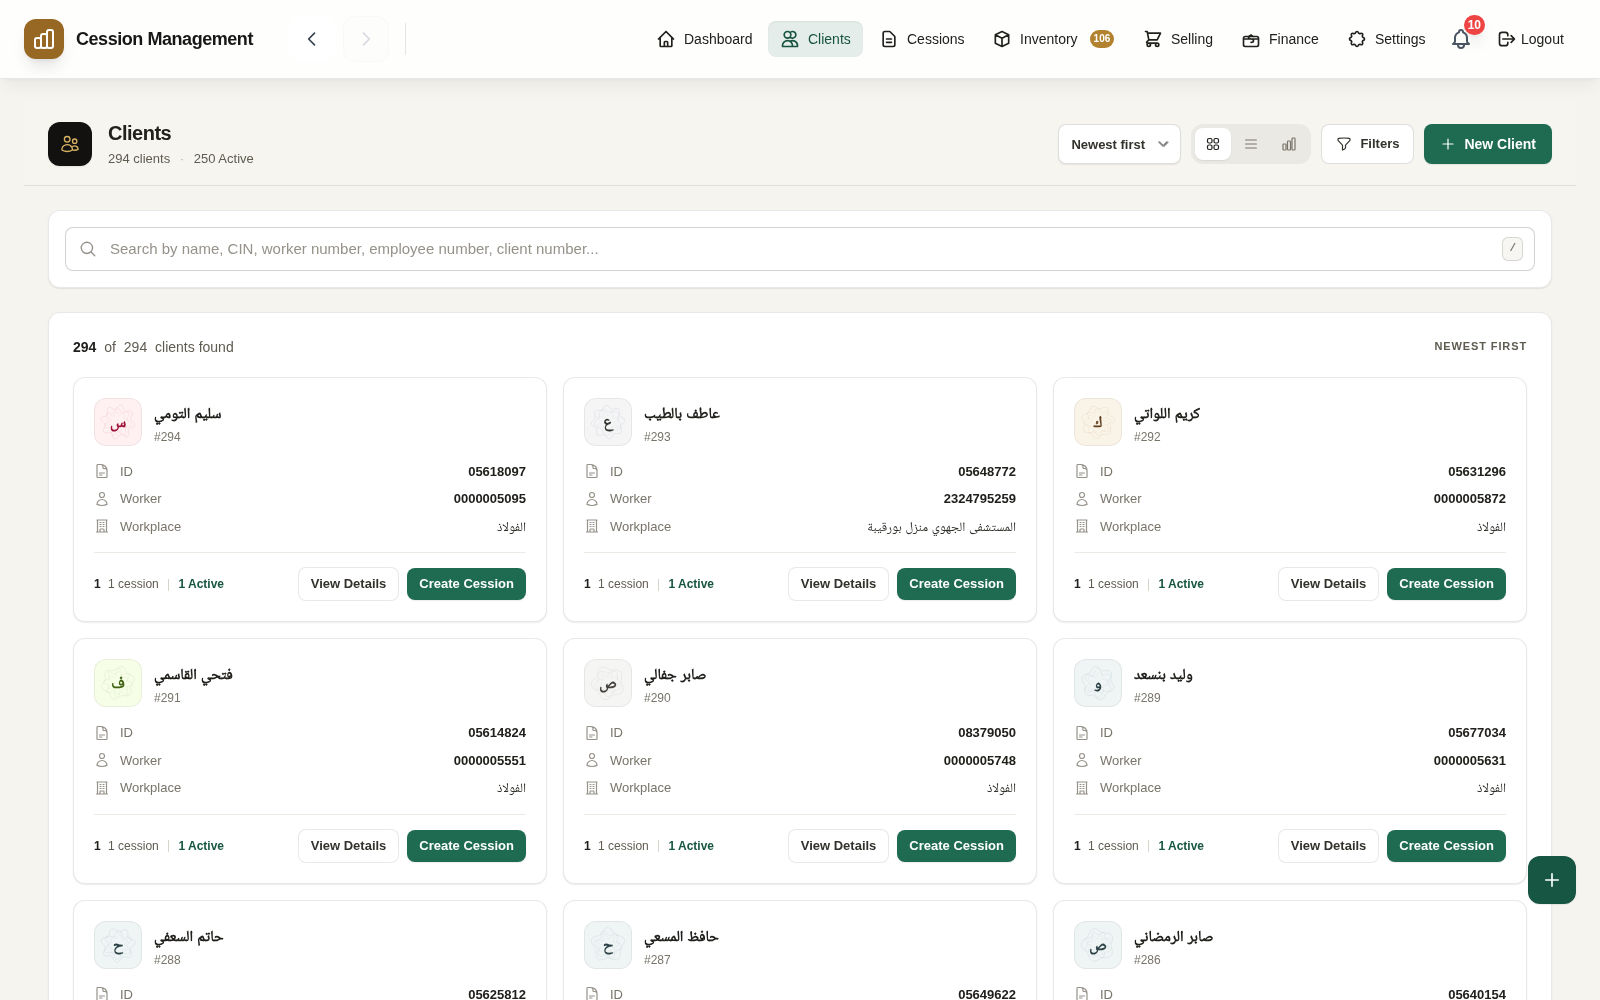 Cession Management
Dashboard
Clients
Cessions
Inventory 106
Selling
Finance
Settings
10
Logout
Clients
294 clients · 250 Active
Newest first
Filters
New Client
Search by name, CIN, worker number, employee number, client number...
/
294 of 294 clients found
NEWEST FIRST
س
سليم التومي
#294
ID 05618097
Worker 0000005095
Workplace الفولاذ
1 1 cession | 1 Active View Details Create Cession
ع
عاطف بالطيب
#293
ID 05648772
Worker 2324795259
Workplace المستشفى الجهوي منزل بورقيبة
1 1 cession | 1 Active View Details Create Cession
ك
كريم اللواتي
#292
ID 05631296
Worker 0000005872
Workplace الفولاذ
1 1 cession | 1 Active View Details Create Cession
ف
فتحي القاسمي
#291
ID 05614824
Worker 0000005551
Workplace الفولاذ
1 1 cession | 1 Active View Details Create Cession
ص
صابر جفالي
#290
ID 08379050
Worker 0000005748
Workplace الفولاذ
1 1 cession | 1 Active View Details Create Cession
و
وليد بنسعد
#289
ID 05677034
Worker 0000005631
Workplace الفولاذ
1 1 cession | 1 Active View Details Create Cession
ح
حاتم السعفي
#288
ID 05625812
ح
حافظ المسعي
#287
ID 05649622
ص
صابر الرمضاني
#286
ID 05640154